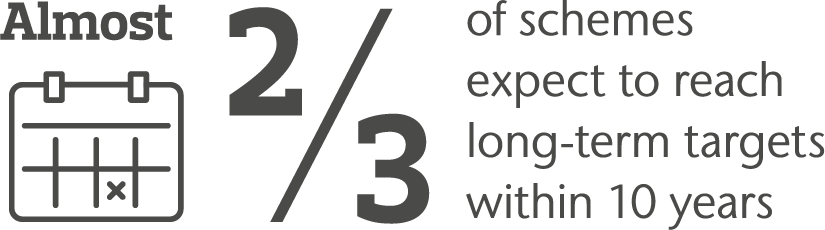 Almost
2/3
of schemes
expect to reach
long-term targets
within 10 years